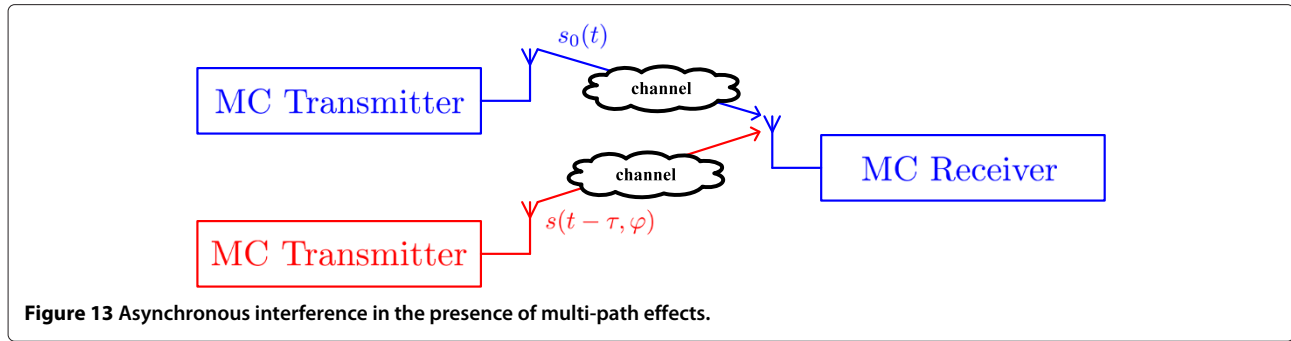 s₀(t)
MC Transmitter
channel
MC Receiver
channel
s(t − τ, φ)
MC Transmitter
Figure 13 Asynchronous interference in the presence of multi-path effects.